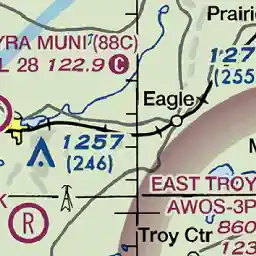 Prairi
YRA MUNI (88C)
L 28 122.9 C
127
(255
Eagle
1257
(246)
EAST TROY
AWOS-3P
K
R
Troy Ctr
860
123